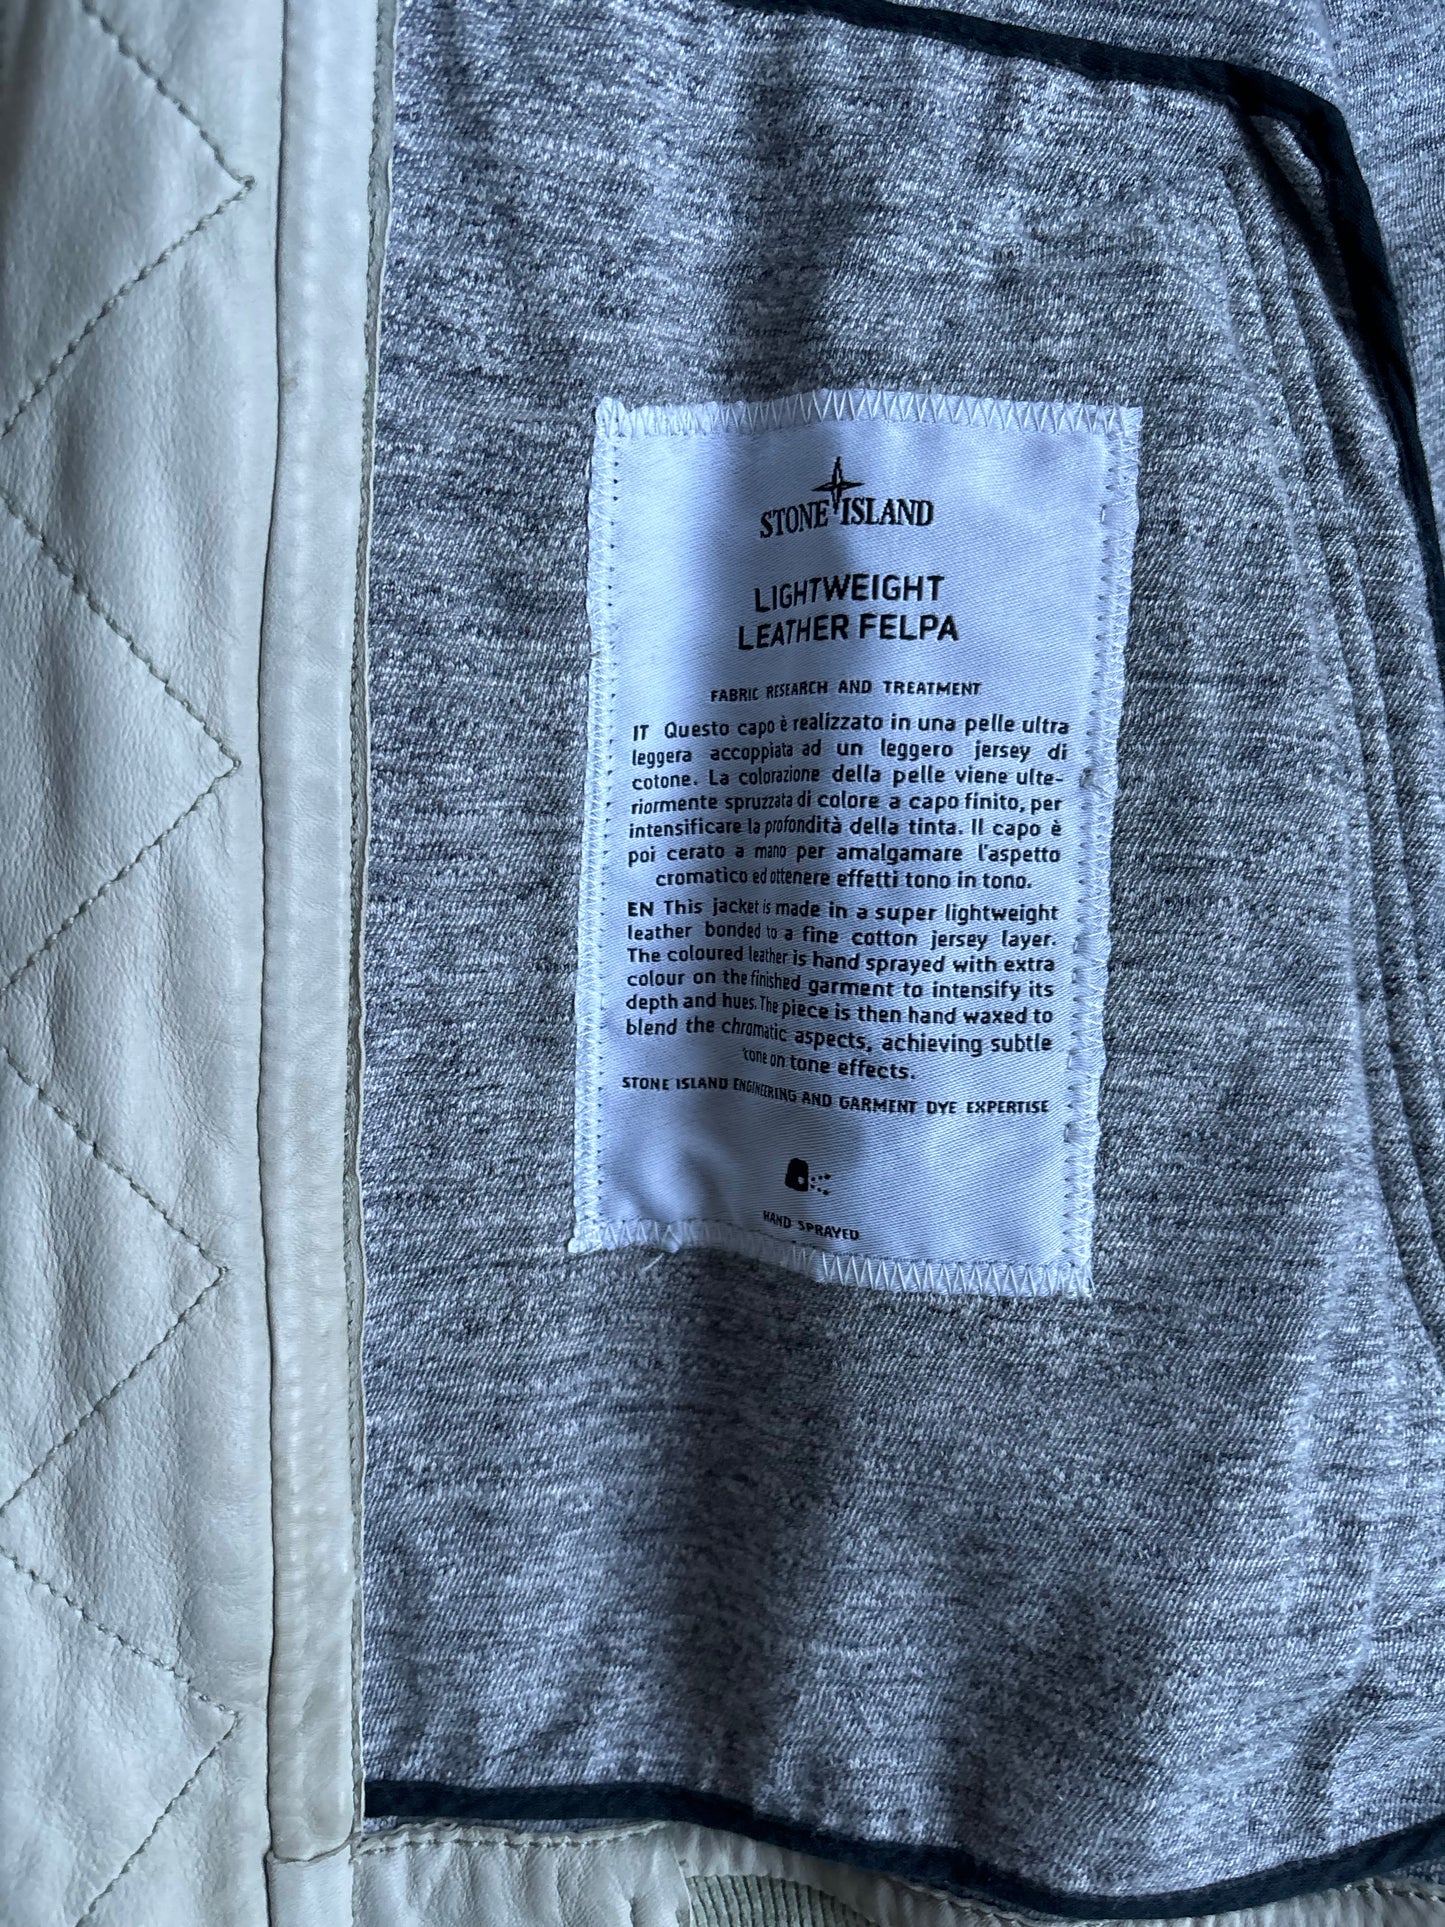 STONE ISLAND
LIGHTWEIGHT
LEATHER FELPA
FABRIC RESEARCH AND TREATMENT
IT Questo capo è realizzato in una pelle ultra
leggera accoppiata ad un leggero jersey di
cotone. La colorazione della pelle viene ulte-
riormente spruzzata di colore a capo finito, per
intensificare la profondità della tinta. Il capo è
poi cerato a mano per amalgamare l'aspetto
cromatico ed ottenere effetti tono in tono.
EN This jacket is made in a super lightweight
leather bonded to a fine cotton jersey layer.
The coloured leather is hand sprayed with extra
colour on the finished garment to intensify its
depth and hues. The piece is then hand waxed to
blend the chromatic aspects, achieving subtle
tone on tone effects.
STONE ISLAND ENGINEERING AND GARMENT DYE EXPERTISE
HAND SPRAYED